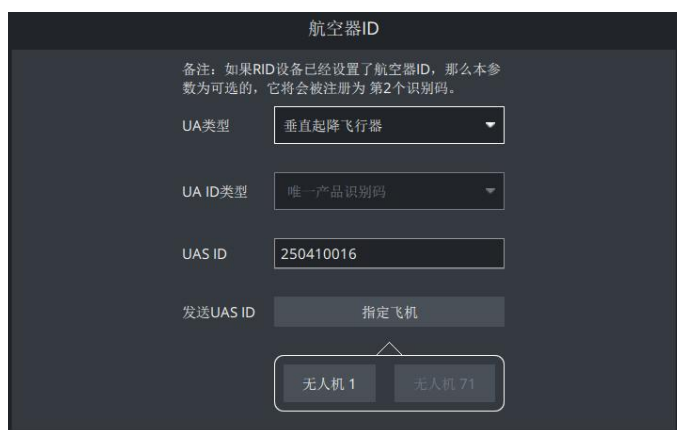 航空器ID
备注：如果RID设备已经设置了航空器ID，那么本参
数为可选的，它将会被注册为 第2个识别码。
UA类型 垂直起降飞行器
UA ID类型 唯一产品识别码
UAS ID 250410016
发送UAS ID 指定飞机
无人机 1 无人机 71